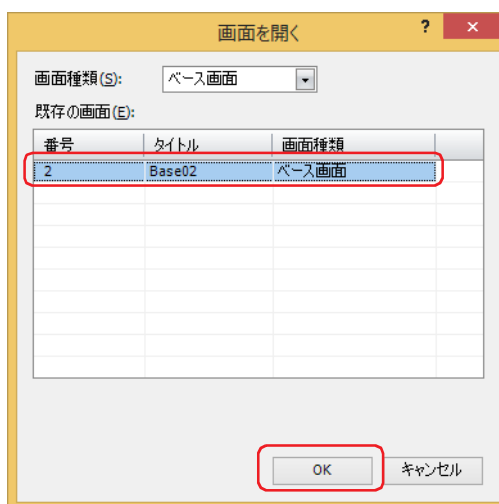 画面を開く ? ×
画面種類(S): ベース画面
既存の画面(E):
番号 タイトル 画面種類
2 Base02 ベース画面
OK キャンセル